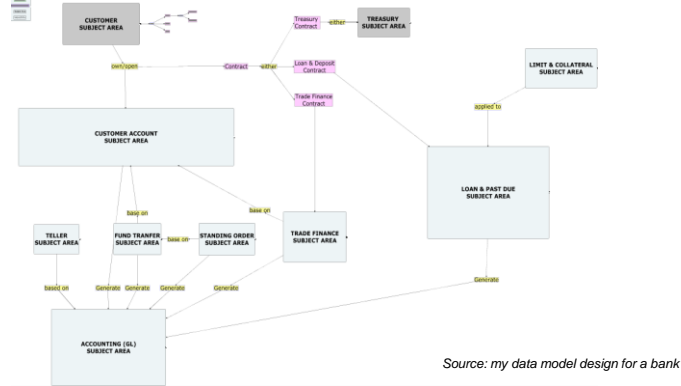 CUSTOMER
SUBJECT AREA
Treasury
Contract
either
TREASURY
SUBJECT AREA
own/open
Contract
either
Loan & Deposit
Contract
Trade Finance
Contract
LIMIT & COLLATERAL
SUBJECT AREA
applied to
CUSTOMER ACCOUNT
SUBJECT AREA
LOAN & PAST DUE
SUBJECT AREA
base on
base on
TELLER
SUBJECT AREA
FUND TRANFER
SUBJECT AREA
base on
STANDING ORDER
SUBJECT AREA
TRADE FINANCE
SUBJECT AREA
based on
Generate
Generate
Generate
Generate
Generate
ACCOUNTING (GL)
SUBJECT AREA
Source: my data model design for a bank